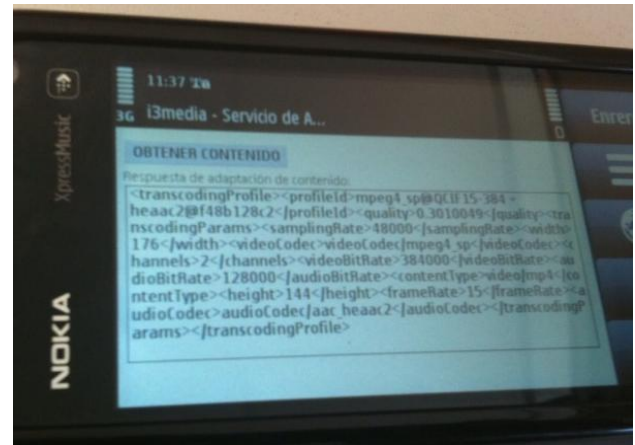 NOKIA
XpressMusic
3G
11:37 Tu
i3media - Servicio de A...
OBTENER CONTENIDO
Respuesta de adaptación de contenido:
<transcodingProfile><profileId>mpeg4_sp@QCIF15-384 +
heaac2@f48b128c2</profileId><quality>0.3010049</quality><tra
nscodingParams><samplingRate>48000</samplingRate><width>
176</width><videoCodec>videoCodec/mpeg4_sp</videoCodec><c
hannels>2</channels><videoBitRate>384000</videoBitRate><au
dioBitRate>128000</audioBitRate><contentType>video/mp4</co
ntentType><height>144</height><frameRate>15</frameRate><a
udioCodec>audioCodec/aac_heaac2</audioCodec></transcodingP
arams></transcodingProfile>
Enrer